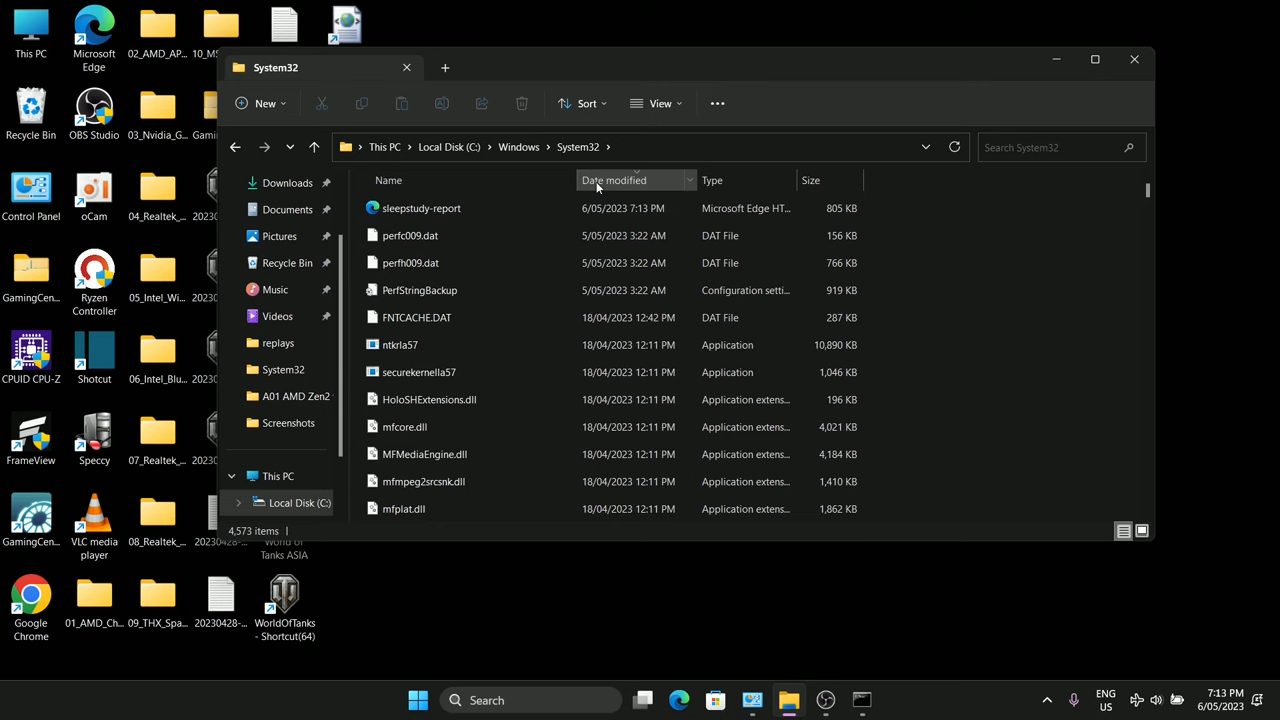 This PC
Microsoft
Edge
02_AMD_AP...
10_MS
System32
Recycle Bin
OBS Studio
03_Nvidia_G...
Gamin
New
Sort
View
This PC
Local Disk (C:)
Windows
System32
Search System32
Control Panel
oCam
04_Realtek_...
20230
Downloads
Documents
Pictures
Recycle Bin
Music
Videos
replays
System32
A01 AMD Zen2
Screenshots
This PC
Local Disk (C:)
Name
Date modified
Type
Size
sleepstudy-report
6/05/2023 7:13 PM
Microsoft Edge HT...
805 KB
perfc009.dat
5/05/2023 3:22 AM
DAT File
156 KB
perfh009.dat
5/05/2023 3:22 AM
DAT File
766 KB
PerfStringBackup
5/05/2023 3:22 AM
Configuration setti...
919 KB
FNTCACHE.DAT
18/04/2023 12:42 PM
DAT File
287 KB
ntkrla57
18/04/2023 12:11 PM
Application
10,890 KB
securekernella57
18/04/2023 12:11 PM
Application
1,046 KB
HoloSHExtensions.dll
18/04/2023 12:11 PM
Application extens...
196 KB
mfcore.dll
18/04/2023 12:11 PM
Application extens...
4,021 KB
MFMediaEngine.dll
18/04/2023 12:11 PM
Application extens...
4,184 KB
mfmpeg2srcsnk.dll
18/04/2023 12:11 PM
Application extens...
1,410 KB
mfplat.dll
18/04/2023 12:11 PM
Application extens...
1,862 KB
4,573 items
GamingCen...
Ryzen
Controller
05_Intel_Wi...
20230
CPUID CPU-Z
Shotcut
06_Intel_Blu...
20230
FrameView
Speccy
07_Realtek_...
20230
GamingCen...
VLC media
player
08_Realtek_...
20230428-...
World of
Tanks ASIA
Google
Chrome
01_AMD_Ch...
09_THX_Spa...
20230428-...
WorldOfTanks
- Shortcut(64)
Search
ENG
US
7:13 PM
6/05/2023